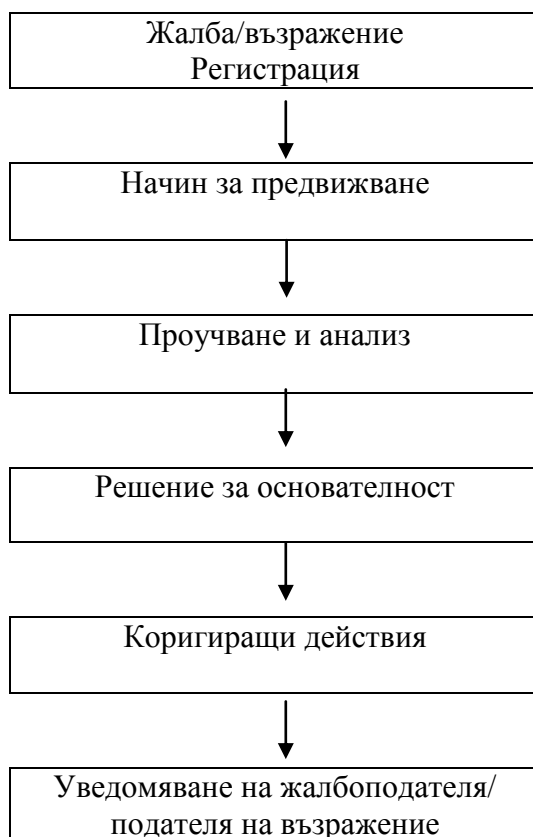 Жалба/възражение
Регистрация
Начин за предвижване
Проучване и анализ
Решение за основателност
Коригиращи действия
Уведомяване на жалбоподателя/
подателя на възражение